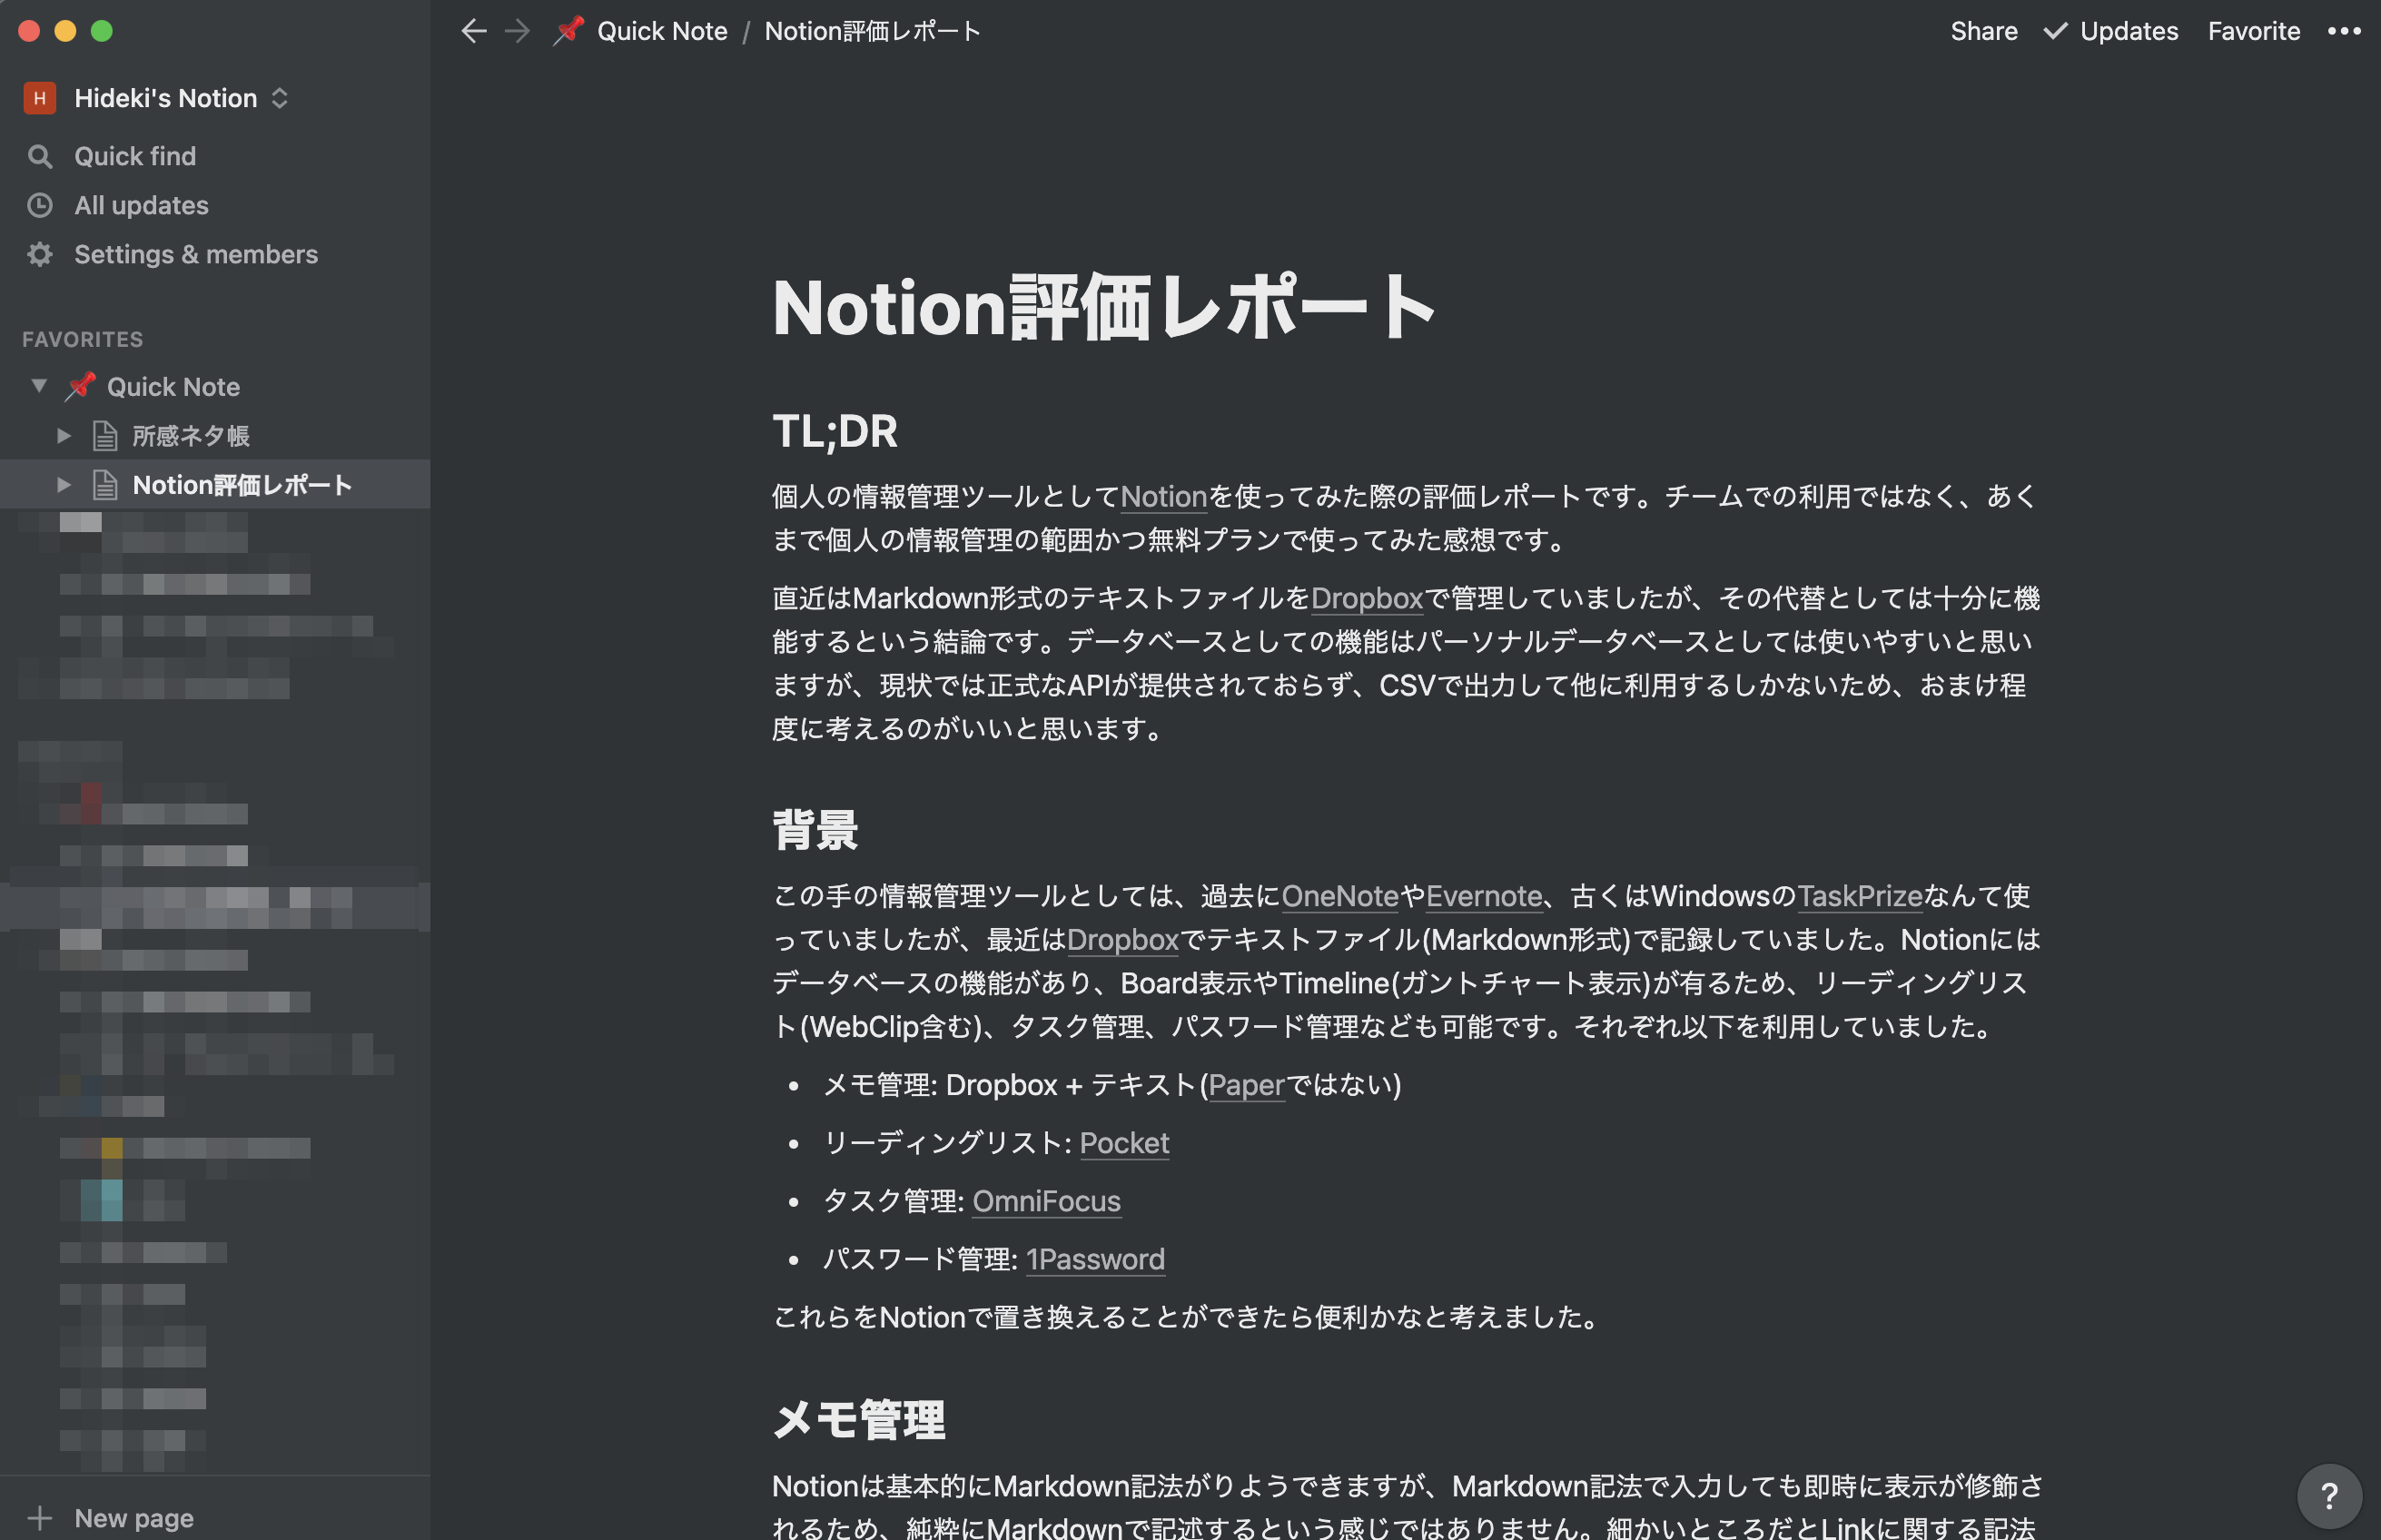 Quick Note / Notion評価レポート
Share ✓ Updates Favorite •••
H Hideki's Notion
Quick find
All updates
Settings & members
FAVORITES
Quick Note
所感ネタ帳
Notion評価レポート
New page
Notion評価レポート
TL;DR
個人の情報管理ツールとしてNotionを使ってみた際の評価レポートです。チームでの利用ではなく、あく
まで個人の情報管理の範囲かつ無料プランで使ってみた感想です。
直近はMarkdown形式のテキストファイルをDropboxで管理していましたが、その代替としては十分に機
能するという結論です。データベースとしての機能はパーソナルデータベースとしては使いやすいと思い
ますが、現状では正式なAPIが提供されておらず、CSVで出力して他に利用するしかないため、おまけ程
度に考えるのがいいと思います。
背景
この手の情報管理ツールとしては、過去にOneNoteやEvernote、古くはWindowsのTaskPrizeなんて使
っていましたが、最近はDropboxでテキストファイル(Markdown形式)で記録していました。Notionには
データベースの機能があり、Board表示やTimeline(ガントチャート表示)が有るため、リーディングリス
ト(WebClip含む)、タスク管理、パスワード管理なども可能です。それぞれ以下を利用していました。
• メモ管理: Dropbox + テキスト(Paperではない)
• リーディングリスト: Pocket
• タスク管理: OmniFocus
• パスワード管理: 1Password
これらをNotionで置き換えることができたら便利かなと考えました。
メモ管理
Notionは基本的にMarkdown記法がりようできますが、Markdown記法で入力しても即時に表示が修飾さ
れるため、純粋にMarkdownで記述するという感じではありません。細かいところだとLinkに関する記法
?